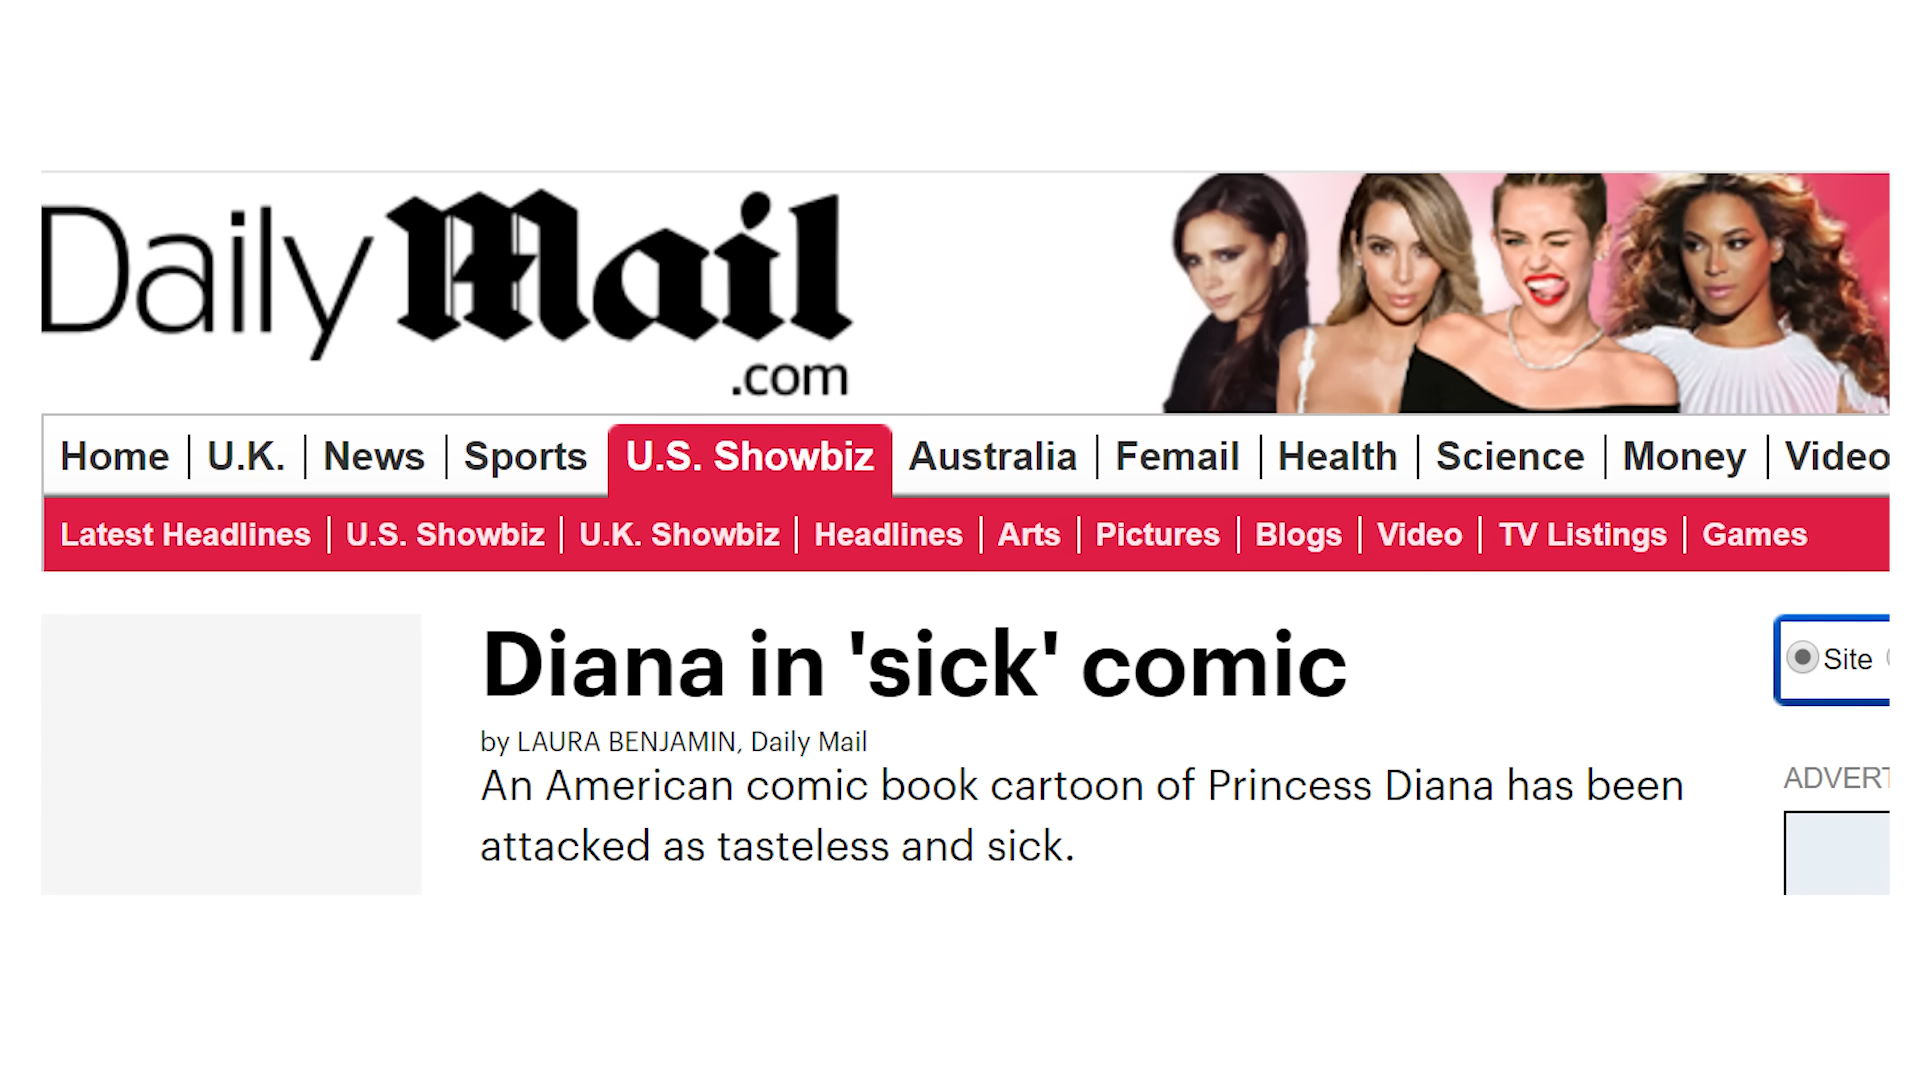 Daily Mail
.com
Home U.K. News Sports U.S. Showbiz Australia Femail Health Science Money Video
Latest Headlines U.S. Showbiz U.K. Showbiz Headlines Arts Pictures Blogs Video TV Listings Games
Diana in 'sick' comic
Site
by LAURA BENJAMIN, Daily Mail
An American comic book cartoon of Princess Diana has been
attacked as tasteless and sick.
ADVERT